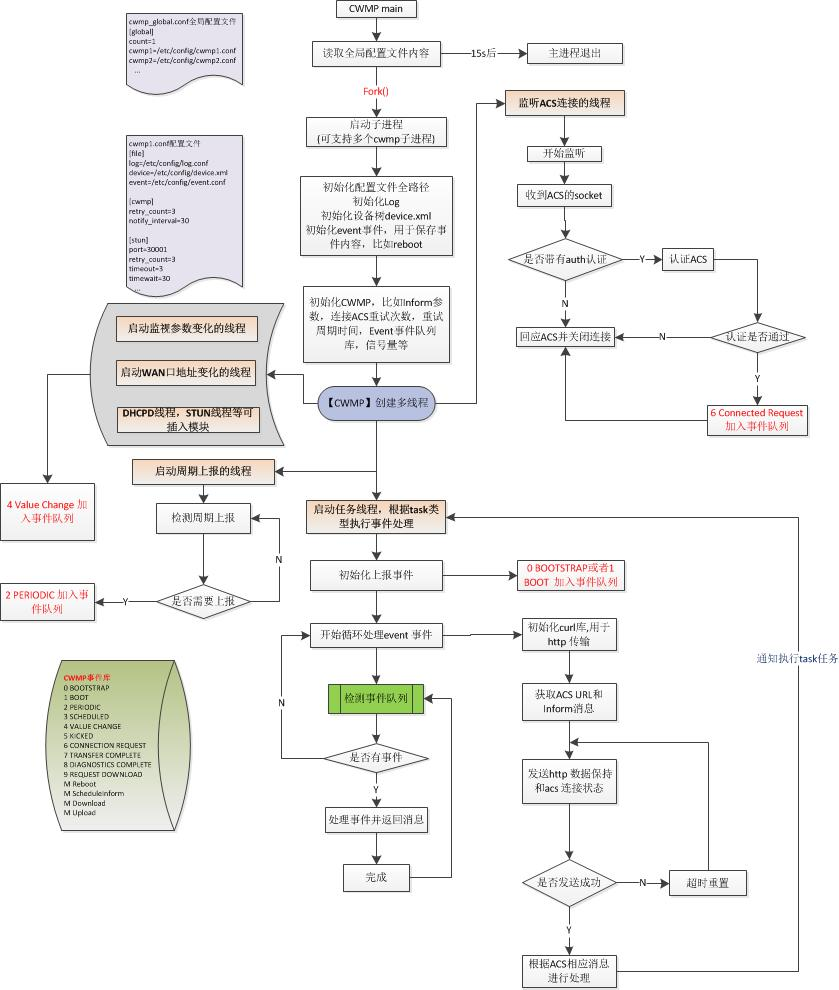 cwmp_global.conf全局配置文件
[global]
count=1
cwmp1=/etc/config/cwmp1.conf
cwmp2=/etc/config/cwmp2.conf
...
CWMP main
读取全局配置文件内容
15s后
主进程退出
Fork()
启动子进程
(可支持多个cwmp子进程)
cwmp1.conf配置文件
[file]
log=/etc/config/log.conf
device=/etc/config/device.xml
event=/etc/config/event.conf
[cwmp]
retry_count=3
notify_interval=30
[stun]
port=30001
retry_count=3
timeout=3
timewait=30
...
初始化配置文件全路径
初始化Log
初始化设备树device.xml
初始化event事件，用于保存事
件内容，比如reboot
初始化CWMP，比如Inform参
数，连接ACS重试次数，重试
周期时间，Event事件队列
库，信号量等
【CWMP】创建多线程
监听ACS连接的线程
开始监听
收到ACS的socket
是否带有auth认证
Y
认证ACS
N
回应ACS并关闭连接
N
认证是否通过
Y
6 Connected Request
加入事件队列
启动监视参数变化的线程
启动WAN口地址变化的线程
DHCPD线程，STUN线程等可
插入模块
4 Value Change 加
入事件队列
启动周期上报的线程
检测周期上报
N
是否需要上报
Y
2 PERIODIC 加入事
件队列
启动任务线程，根据task类
型执行事件处理
初始化上报事件
0 BOOTSTRAP或者1
BOOT 加入事件队列
开始循环处理event 事件
初始化curl库,用于
http 传输
检测事件队列
N
是否有事件
Y
处理事件并返回消息
完成
获取ACS URL和
Inform消息
发送http 数据保持
和acs 连接状态
是否发送成功
N
超时重置
Y
根据ACS相应消息
进行处理
通知执行task任务
CWMP事件库
0 BOOTSTRAP
1 BOOT
2 PERIODIC
3 SCHEDULED
4 VALUE CHANGE
5 KICKED
6 CONNECTION REQUEST
7 TRANSFER COMPLETE
8 DIAGNOSTICS COMPLETE
9 REQUEST DOWNLOAD
M Reboot
M ScheduleInform
M Download
M Upload